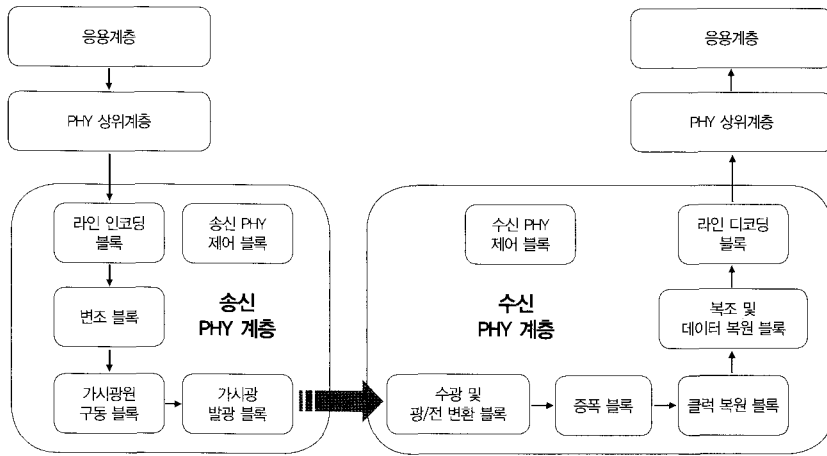 응용계층
PHY 상위계층
라인 인코딩
블록
송신 PHY
제어 블록
변조 블록
송신
PHY 계층
가시광원
구동 블록
가시광
발광 블록
응용계층
PHY 상위계층
수신 PHY
제어 블록
라인 디코딩
블록
수신
PHY 계층
복조 및
데이터 복원 블록
수광 및
광/전 변환 블록
증폭 블록
클럭 복원 블록